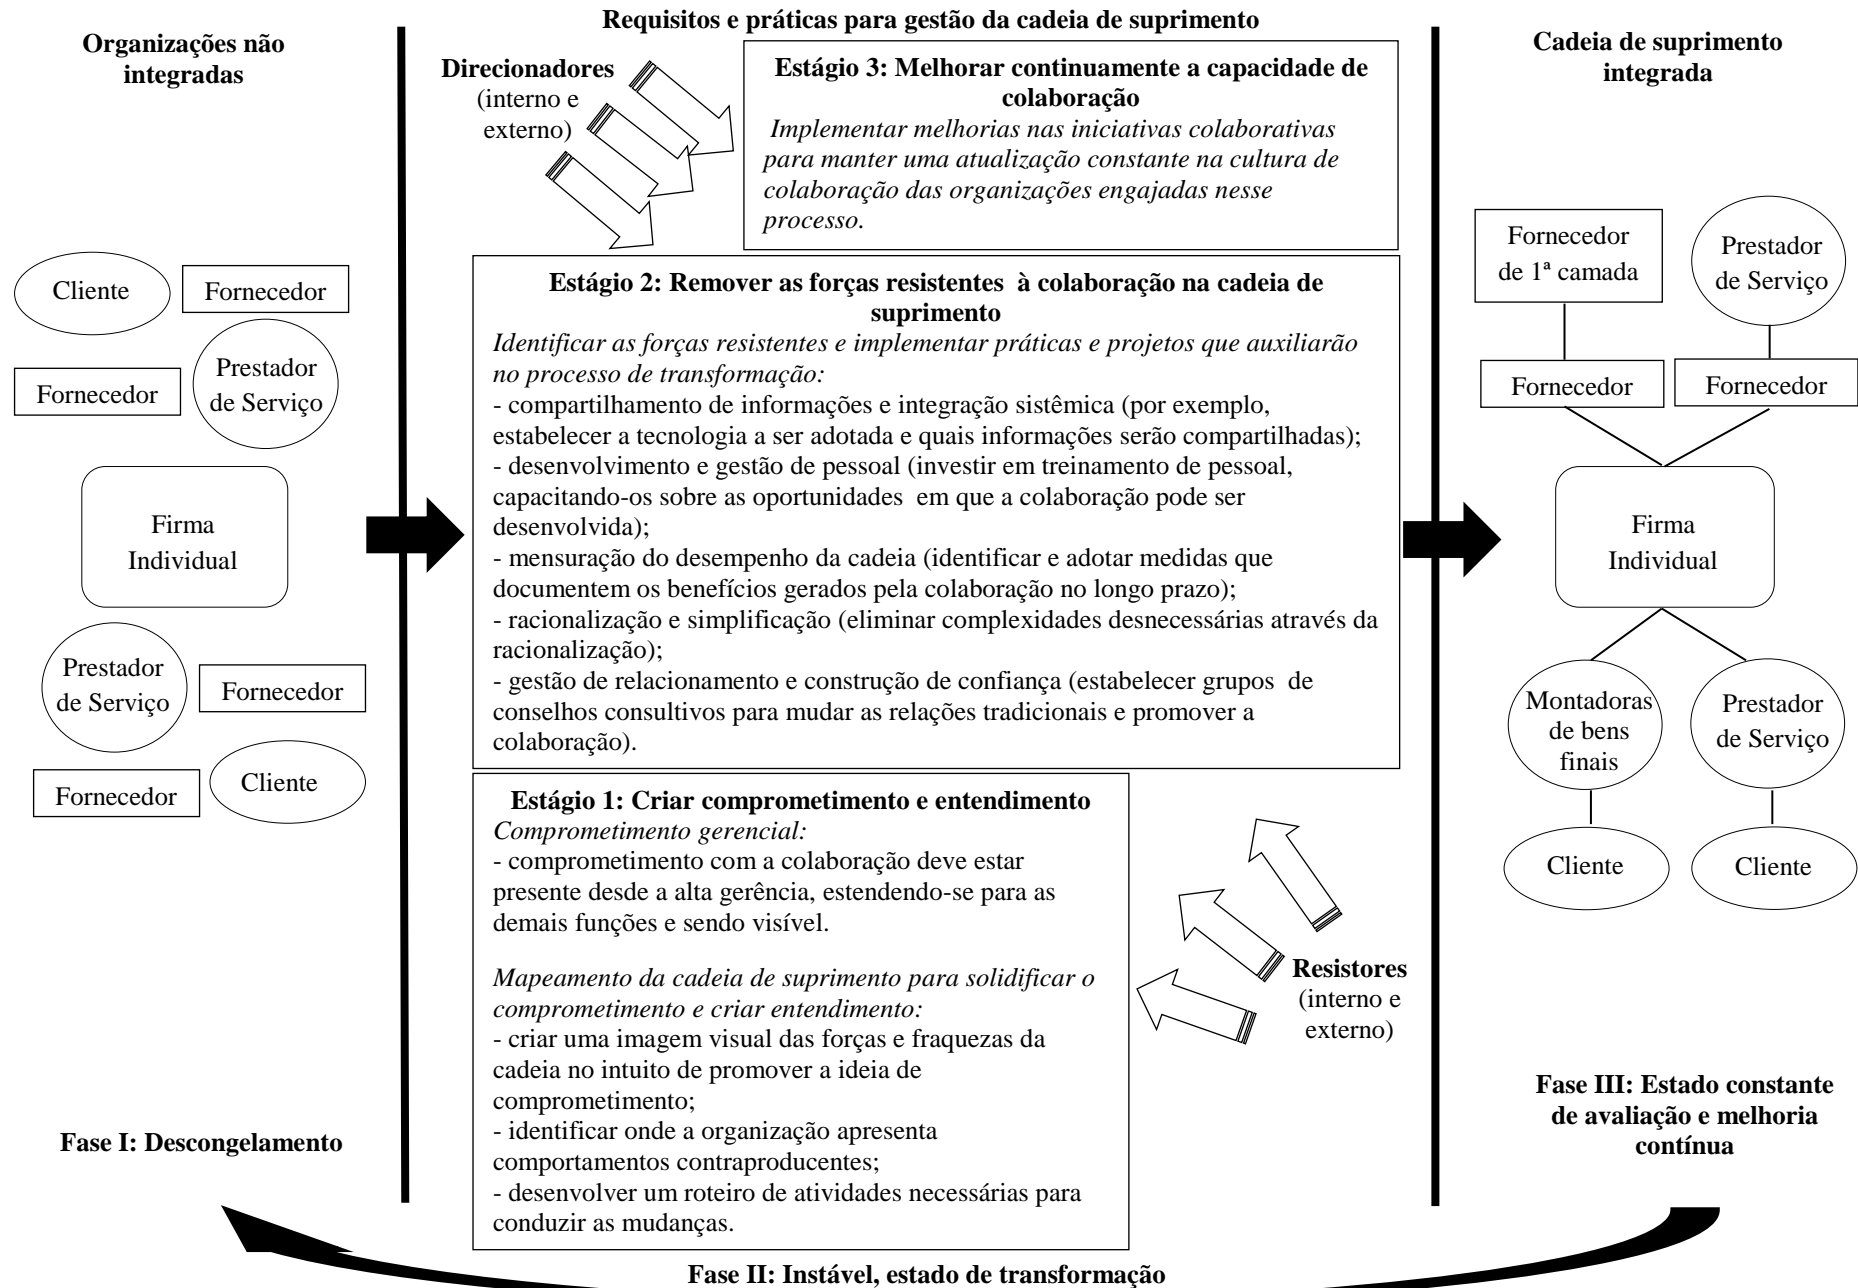 Requisitos e práticas para gestão da cadeia de suprimento
Organizações não
integradas
Cliente
Fornecedor
Fornecedor
Prestador
de Serviço
Firma
Individual
Prestador
de Serviço
Fornecedor
Fornecedor
Cliente
Fase I: Descongelamento
Direcionadores
(interno e
externo)
Estágio 3: Melhorar continuamente a capacidade de
colaboração
Implementar melhorias nas iniciativas colaborativas
para manter uma atualização constante na cultura de
colaboração das organizações engajadas nesse
processo.
Estágio 2: Remover as forças resistentes à colaboração na cadeia de
suprimento
Identificar as forças resistentes e implementar práticas e projetos que auxiliarão
no processo de transformação:
- compartilhamento de informações e integração sistêmica (por exemplo,
estabelecer a tecnologia a ser adotada e quais informações serão compartilhadas);
- desenvolvimento e gestão de pessoal (investir em treinamento de pessoal,
capacitando-os sobre as oportunidades em que a colaboração pode ser
desenvolvida);
- mensuração do desempenho da cadeia (identificar e adotar medidas que
documentem os benefícios gerados pela colaboração no longo prazo);
- racionalização e simplificação (eliminar complexidades desnecessárias através da
racionalização);
- gestão de relacionamento e construção de confiança (estabelecer grupos de
conselhos consultivos para mudar as relações tradicionais e promover a
colaboração).
Estágio 1: Criar comprometimento e entendimento
Comprometimento gerencial:
- comprometimento com a colaboração deve estar
presente desde a alta gerência, estendendo-se para as
demais funções e sendo visível.
Mapeamento da cadeia de suprimento para solidificar o
comprometimento e criar entendimento:
- criar uma imagem visual das forças e fraquezas da
cadeia no intuito de promover a ideia de
comprometimento;
- identificar onde a organização apresenta
comportamentos contraproducentes;
- desenvolver um roteiro de atividades necessárias para
conduzir as mudanças.
Resistores
(interno e
externo)
Fase II: Instável, estado de transformação
Cadeia de suprimento
integrada
Fornecedor
de 1ª camada
Prestador
de Serviço
Fornecedor
Fornecedor
Firma
Individual
Montadoras
de bens
finais
Prestador
de Serviço
Cliente
Cliente
Fase III: Estado constante
de avaliação e melhoria
contínua